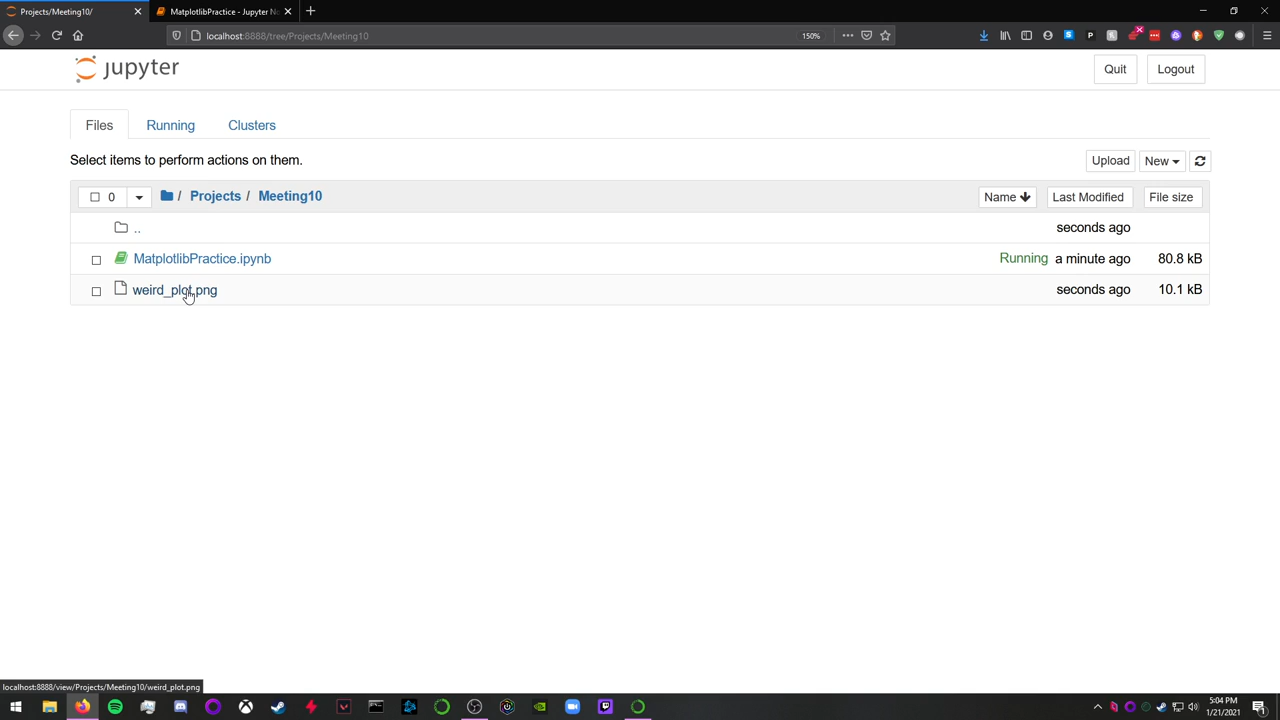 Projects/Meeting10/
MatplotlibPractice - Jupyter No
localhost:8888/tree/Projects/Meeting10
150%
jupyter
Quit
Logout
Files
Running
Clusters
Select items to perform actions on them.
Upload
New
0
/ Projects / Meeting10
Name
Last Modified
File size
..
seconds ago
MatplotlibPractice.ipynb
Running a minute ago
80.8 kB
weird_plot.png
seconds ago
10.1 kB
localhost:8888/view/Projects/Meeting10/weird_plot.png
5:04 PM
1/21/2021